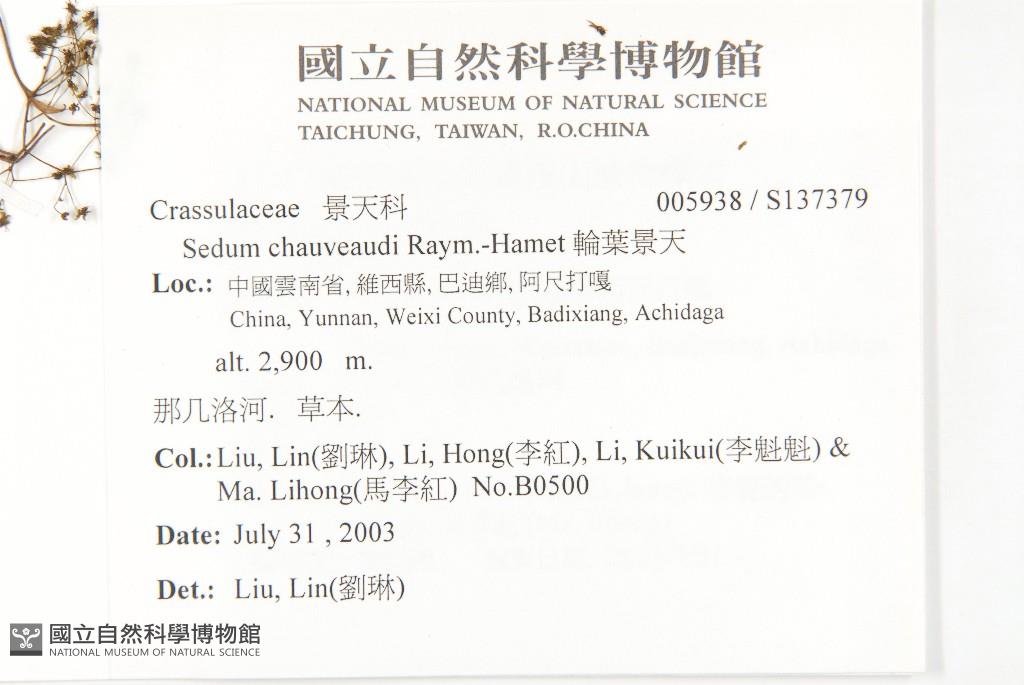 國立自然科學博物館
NATIONAL MUSEUM OF NATURAL SCIENCE
TAICHUNG, TAIWAN, R.O.CHINA
Crassulaceae 景天科 005938 / S137379
Sedum chauveaudi Raym.-Hamet 輪葉景天
Loc.: 中國雲南省, 維西縣, 巴迪鄉, 阿尺打嘎
China, Yunnan, Weixi County, Badixiang, Achidaga
alt. 2,900 m.
那几洛河. 草本.
Col.: Liu, Lin(劉琳), Li, Hong(李紅), Li, Kuikui(李魁魁) &
Ma. Lihong(馬李紅) No.B0500
Date: July 31 , 2003
Det.: Liu, Lin(劉琳)
國立自然科學博物館
NATIONAL MUSEUM OF NATURAL SCIENCE